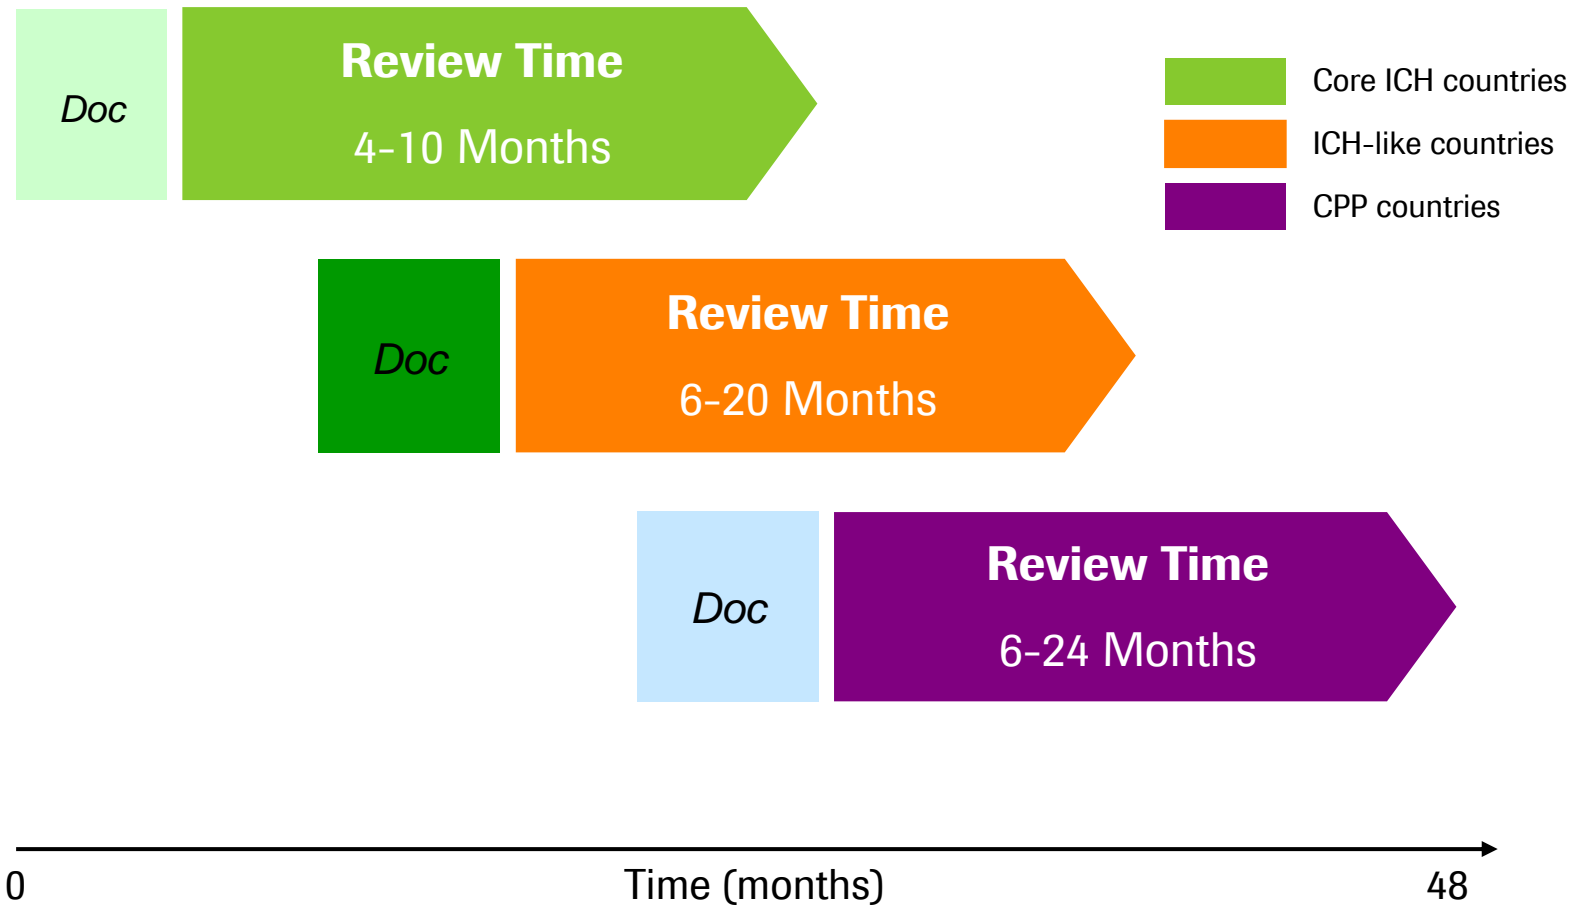 Doc
Review Time
4-10 Months
Core ICH countries
ICH-like countries
CPP countries
Doc
Review Time
6-20 Months
Doc
Review Time
6-24 Months
0
Time (months)
48